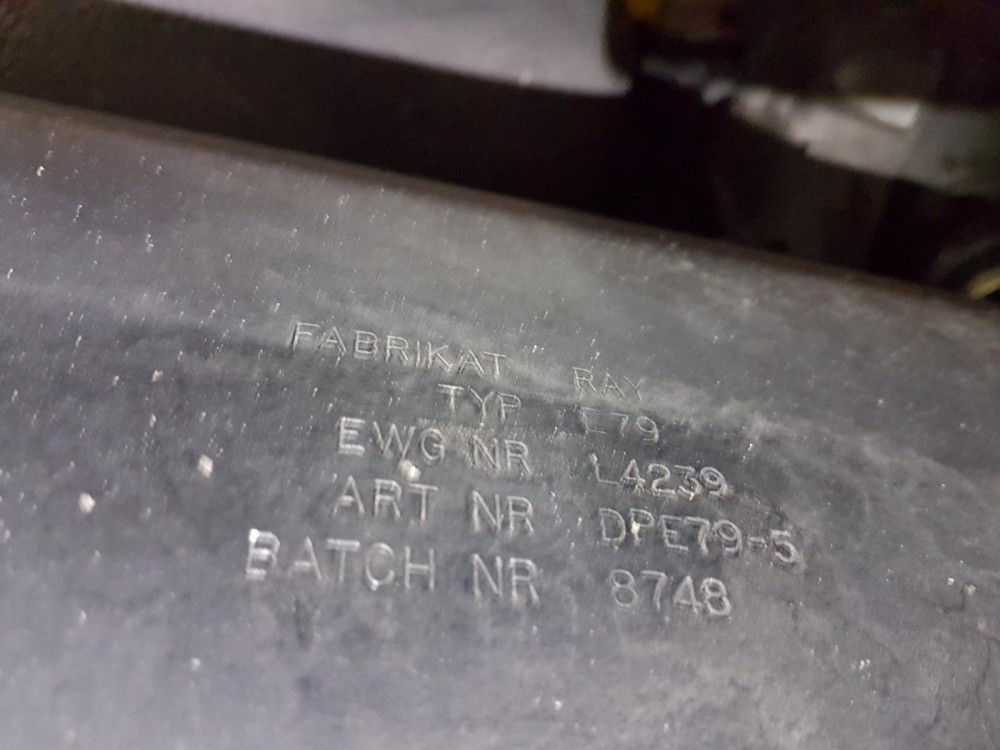 FABRIKAT RAY
TYP E79
EWG NR L4239
ART NR DPE79-5
BATCH NR 8748